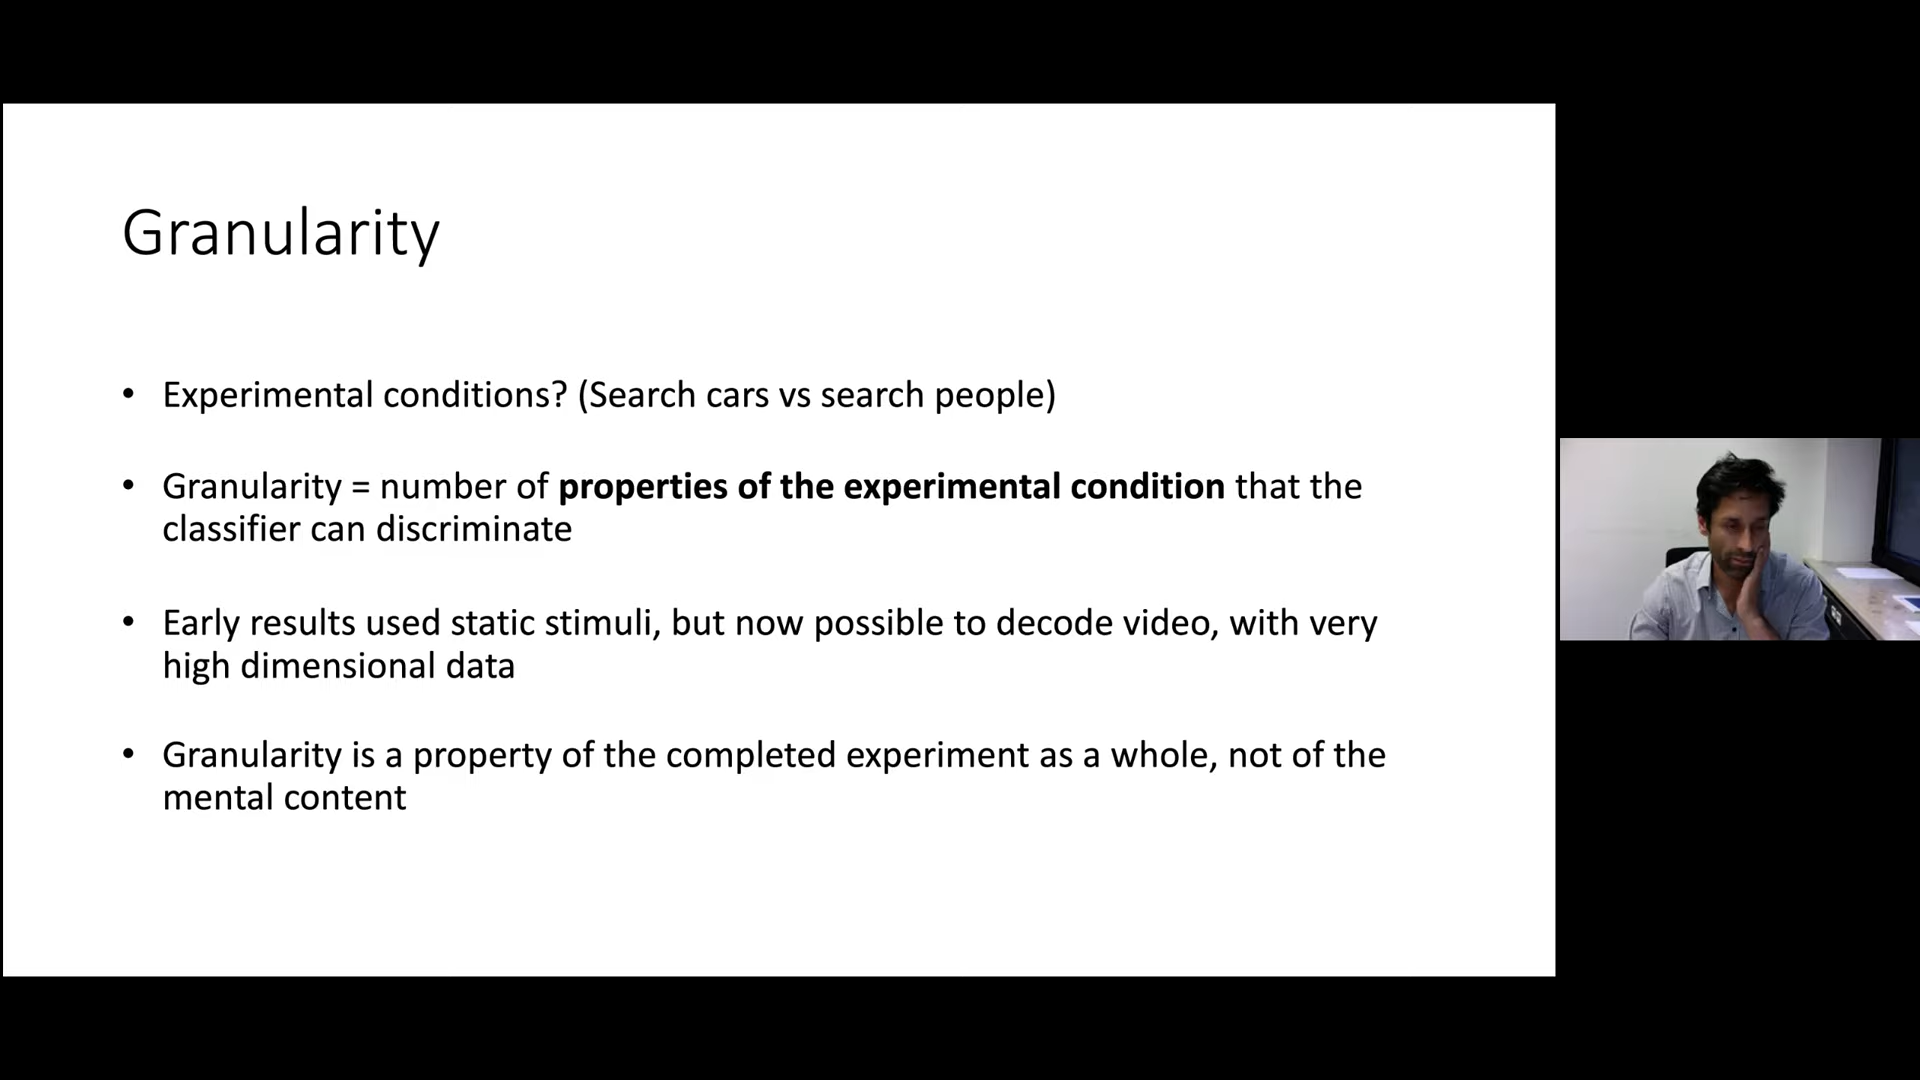 Granularity
• Experimental conditions? (Search cars vs search people)
• Granularity = number of properties of the experimental condition that the
classifier can discriminate
• Early results used static stimuli, but now possible to decode video, with very
high dimensional data
• Granularity is a property of the completed experiment as a whole, not of the
mental content